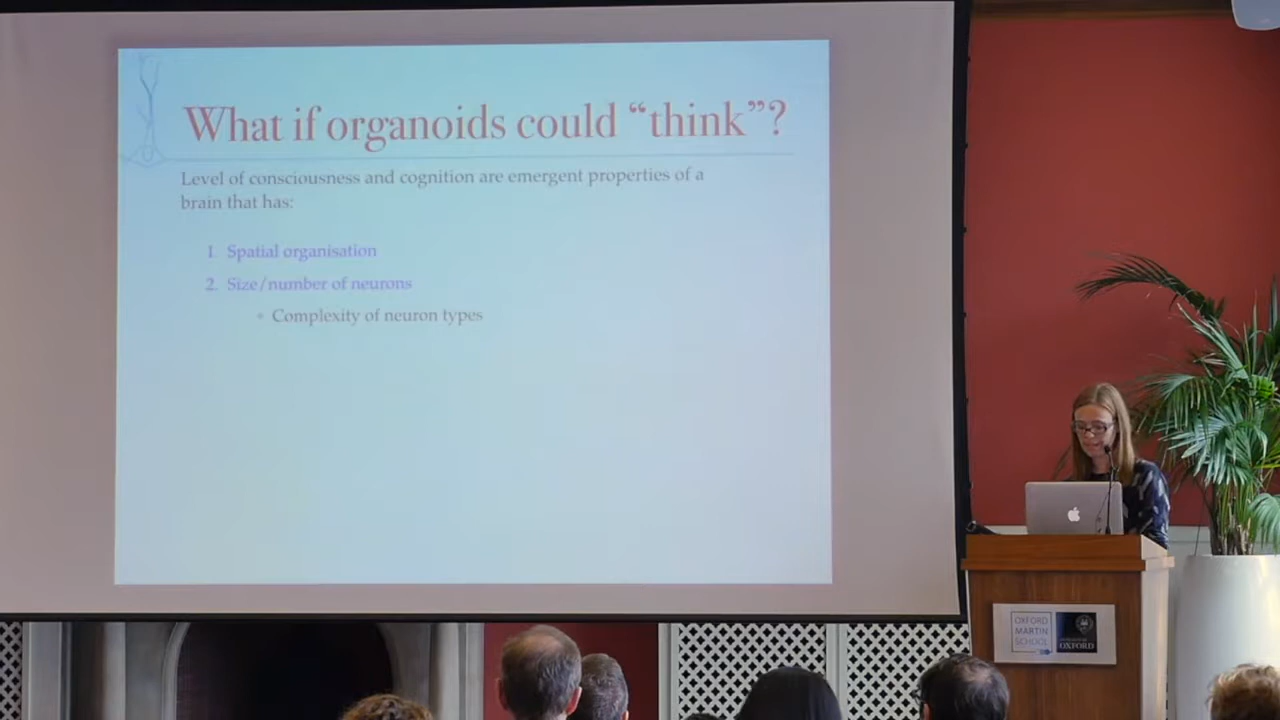 What if organoids could “think”?
Level of consciousness and cognition are emergent properties of a
brain that has:
1. Spatial organisation
2. Size/number of neurons
• Complexity of neuron types
OXFORD
MARTIN
SCHOOL
OXFORD